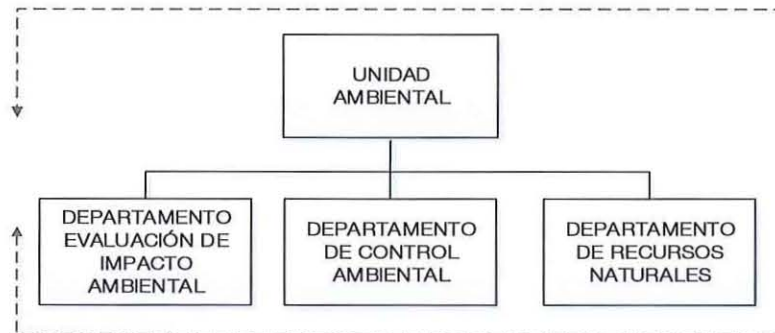 UNIDAD
AMBIENTAL
DEPARTAMENTO
EVALUACIÓN DE
IMPACTO
AMBIENTAL
DEPARTAMENTO
DE CONTROL
AMBIENTAL
DEPARTAMENTO
DE RECURSOS
NATURALES